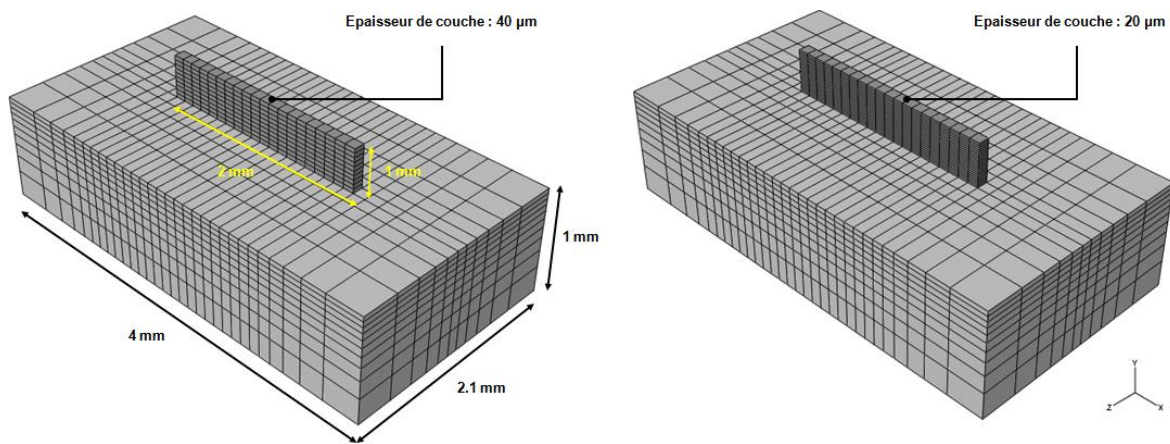 Epaisseur de couche : 40 µm
Epaisseur de couche : 20 µm
2 mm
1 mm
1 mm
4 mm
2.1 mm
Y
Z
X